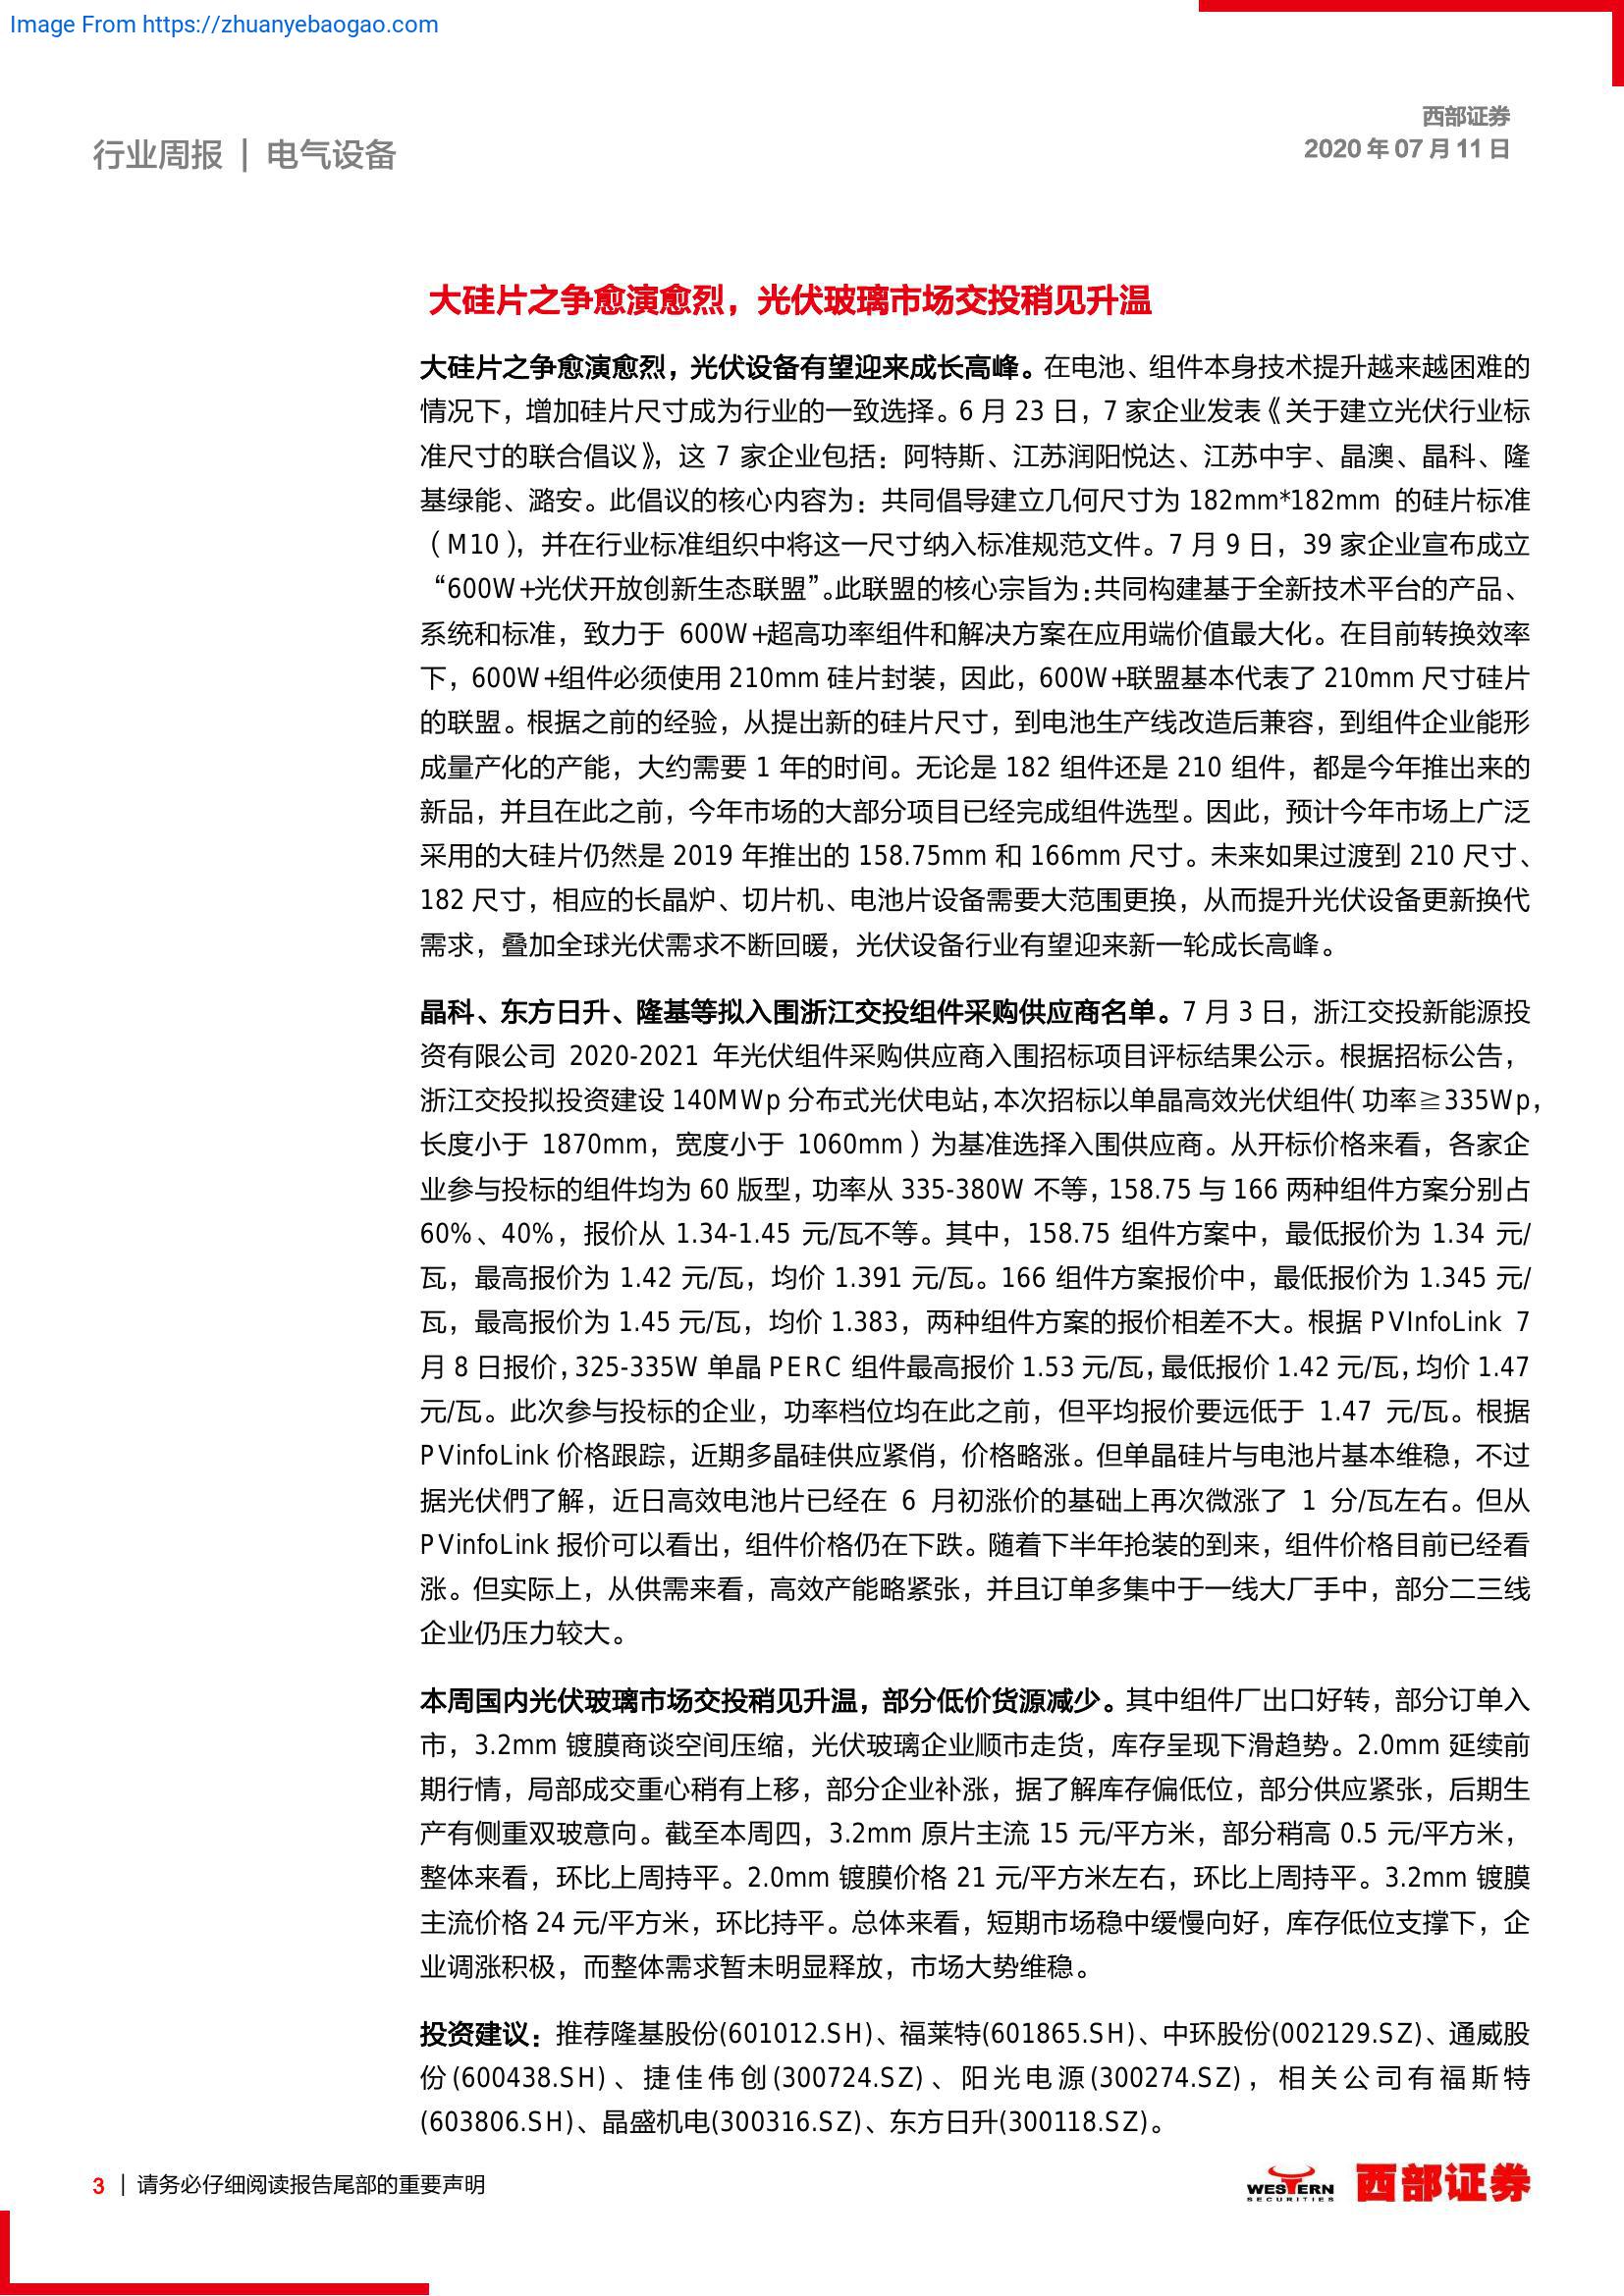 Image From https://zhuanyebaogao.com
行业周报 | 电气设备
西部证券
2020 年 07 月 11 日
大硅片之争愈演愈烈，光伏玻璃市场交投稍见升温
大硅片之争愈演愈烈，光伏设备有望迎来成长高峰。在电池、组件本身技术提升越来越困难的
情况下，增加硅片尺寸成为行业的一致选择。6 月 23 日，7 家企业发表《关于建立光伏行业标
准尺寸的联合倡议》，这 7 家企业包括：阿特斯、江苏润阳悦达、江苏中宇、晶澳、晶科、隆
基绿能、潞安。此倡议的核心内容为：共同倡导建立几何尺寸为 182mm*182mm 的硅片标准
（M10），并在行业标准组织中将这一尺寸纳入标准规范文件。7 月 9 日，39 家企业宣布成立
“600W+光伏开放创新生态联盟”。此联盟的核心宗旨为：共同构建基于全新技术平台的产品、
系统和标准，致力于 600W+超高功率组件和解决方案在应用端价值最大化。在目前转换效率
下，600W+组件必须使用 210mm 硅片封装，因此，600W+联盟基本代表了 210mm 尺寸硅片
的联盟。根据之前的经验，从提出新的硅片尺寸，到电池生产线改造后兼容，到组件企业能形
成量产化的产能，大约需要 1 年的时间。无论是 182 组件还是 210 组件，都是今年推出来的
新品，并且在此之前，今年市场的大部分项目已经完成组件选型。因此，预计今年市场上广泛
采用的大硅片仍然是 2019 年推出的 158.75mm 和 166mm 尺寸。未来如果过渡到 210 尺寸、
182 尺寸，相应的长晶炉、切片机、电池片设备需要大范围更换，从而提升光伏设备更新换代
需求，叠加全球光伏需求不断回暖，光伏设备行业有望迎来新一轮成长高峰。
晶科、东方日升、隆基等拟入围浙江交投组件采购供应商名单。7 月 3 日，浙江交投新能源投
资有限公司 2020-2021 年光伏组件采购供应商入围招标项目评标结果公示。根据招标公告，
浙江交投拟投资建设 140MWp 分布式光伏电站，本次招标以单晶高效光伏组件（功率≧335Wp，
长度小于 1870mm，宽度小于 1060mm）为基准选择入围供应商。从开标价格来看，各家企
业参与投标的组件均为 60 版型，功率从 335-380W 不等，158.75 与 166 两种组件方案分别占
60%、40%，报价从 1.34-1.45 元/瓦不等。其中，158.75 组件方案中，最低报价为 1.34 元/
瓦，最高报价为 1.42 元/瓦，均价 1.391 元/瓦。166 组件方案报价中，最低报价为 1.345 元/
瓦，最高报价为 1.45 元/瓦，均价 1.383，两种组件方案的报价相差不大。根据 PVInfoLink 7
月 8 日报价，325-335W 单晶 PERC 组件最高报价 1.53 元/瓦，最低报价 1.42 元/瓦，均价 1.47
元/瓦。此次参与投标的企业，功率档位均在此之前，但平均报价要远低于 1.47 元/瓦。根据
PVinfoLink 价格跟踪，近期多晶硅供应紧俏，价格略涨。但单晶硅片与电池片基本维稳，不过
据光伏們了解，近日高效电池片已经在 6 月初涨价的基础上再次微涨了 1 分/瓦左右。但从
PVinfoLink 报价可以看出，组件价格仍在下跌。随着下半年抢装的到来，组件价格目前已经看
涨。但实际上，从供需来看，高效产能略紧张，并且订单多集中于一线大厂手中，部分二三线
企业仍压力较大。
本周国内光伏玻璃市场交投稍见升温，部分低价货源减少。其中组件厂出口好转，部分订单入
市，3.2mm 镀膜商谈空间压缩，光伏玻璃企业顺市走货，库存呈现下滑趋势。2.0mm 延续前
期行情，局部成交重心稍有上移，部分企业补涨，据了解库存偏低位，部分供应紧张，后期生
产有侧重双玻意向。截至本周四，3.2mm 原片主流 15 元/平方米，部分稍高 0.5 元/平方米，
整体来看，环比上周持平。2.0mm 镀膜价格 21 元/平方米左右，环比上周持平。3.2mm 镀膜
主流价格 24 元/平方米，环比持平。总体来看，短期市场稳中缓慢向好，库存低位支撑下，企
业调涨积极，而整体需求暂未明显释放，市场大势维稳。
投资建议：推荐隆基股份(601012.SH)、福莱特(601865.SH)、中环股份(002129.SZ)、通威股
份(600438.SH)、捷佳伟创(300724.SZ)、阳光电源(300274.SZ)，相关公司有福斯特
(603806.SH)、晶盛机电(300316.SZ)、东方日升(300118.SZ)。
3 | 请务必仔细阅读报告尾部的重要声明
WESTERN
SECURITIES
西部证券